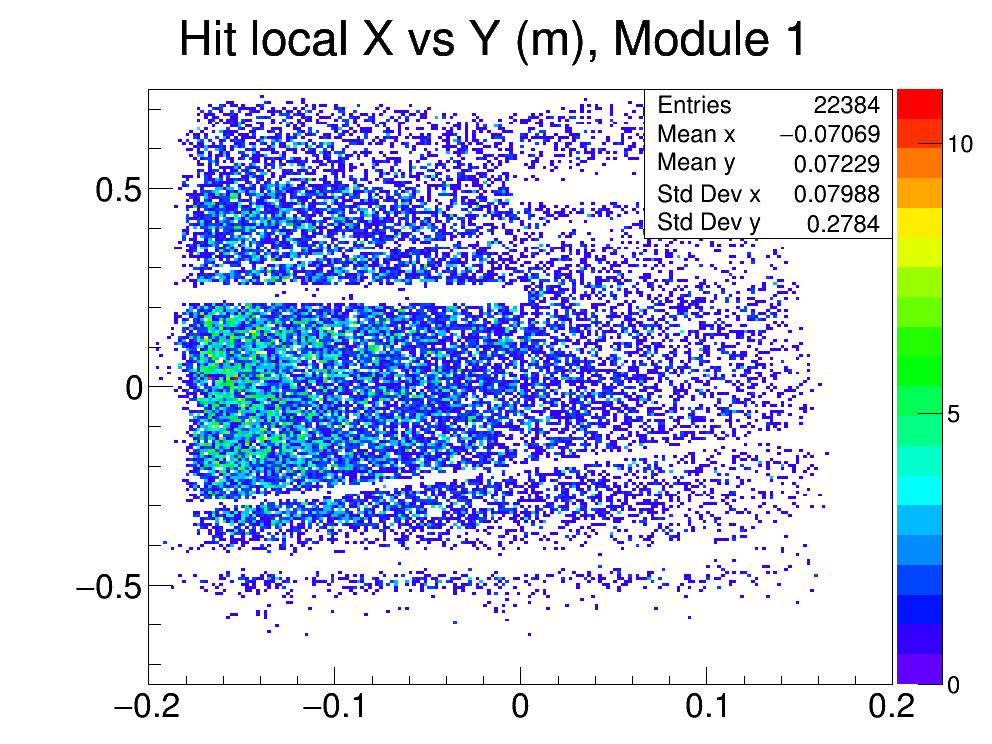 Hit local X vs Y (m), Module 1
Entries 22384
Mean x −0.07069
Mean y 0.07229
Std Dev x 0.07988
Std Dev y 0.2784
10
5
0
0.5
0
−0.5
−0.2 −0.1 0 0.1 0.2